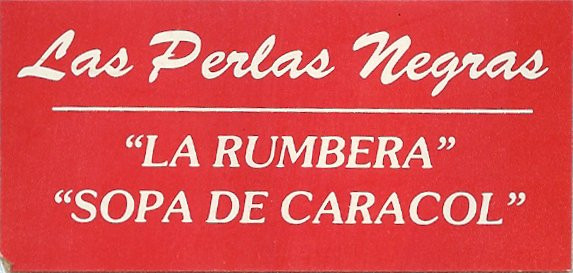 Las Perlas Negras
“LA RUMBERA”
“SOPA DE CARACOL”